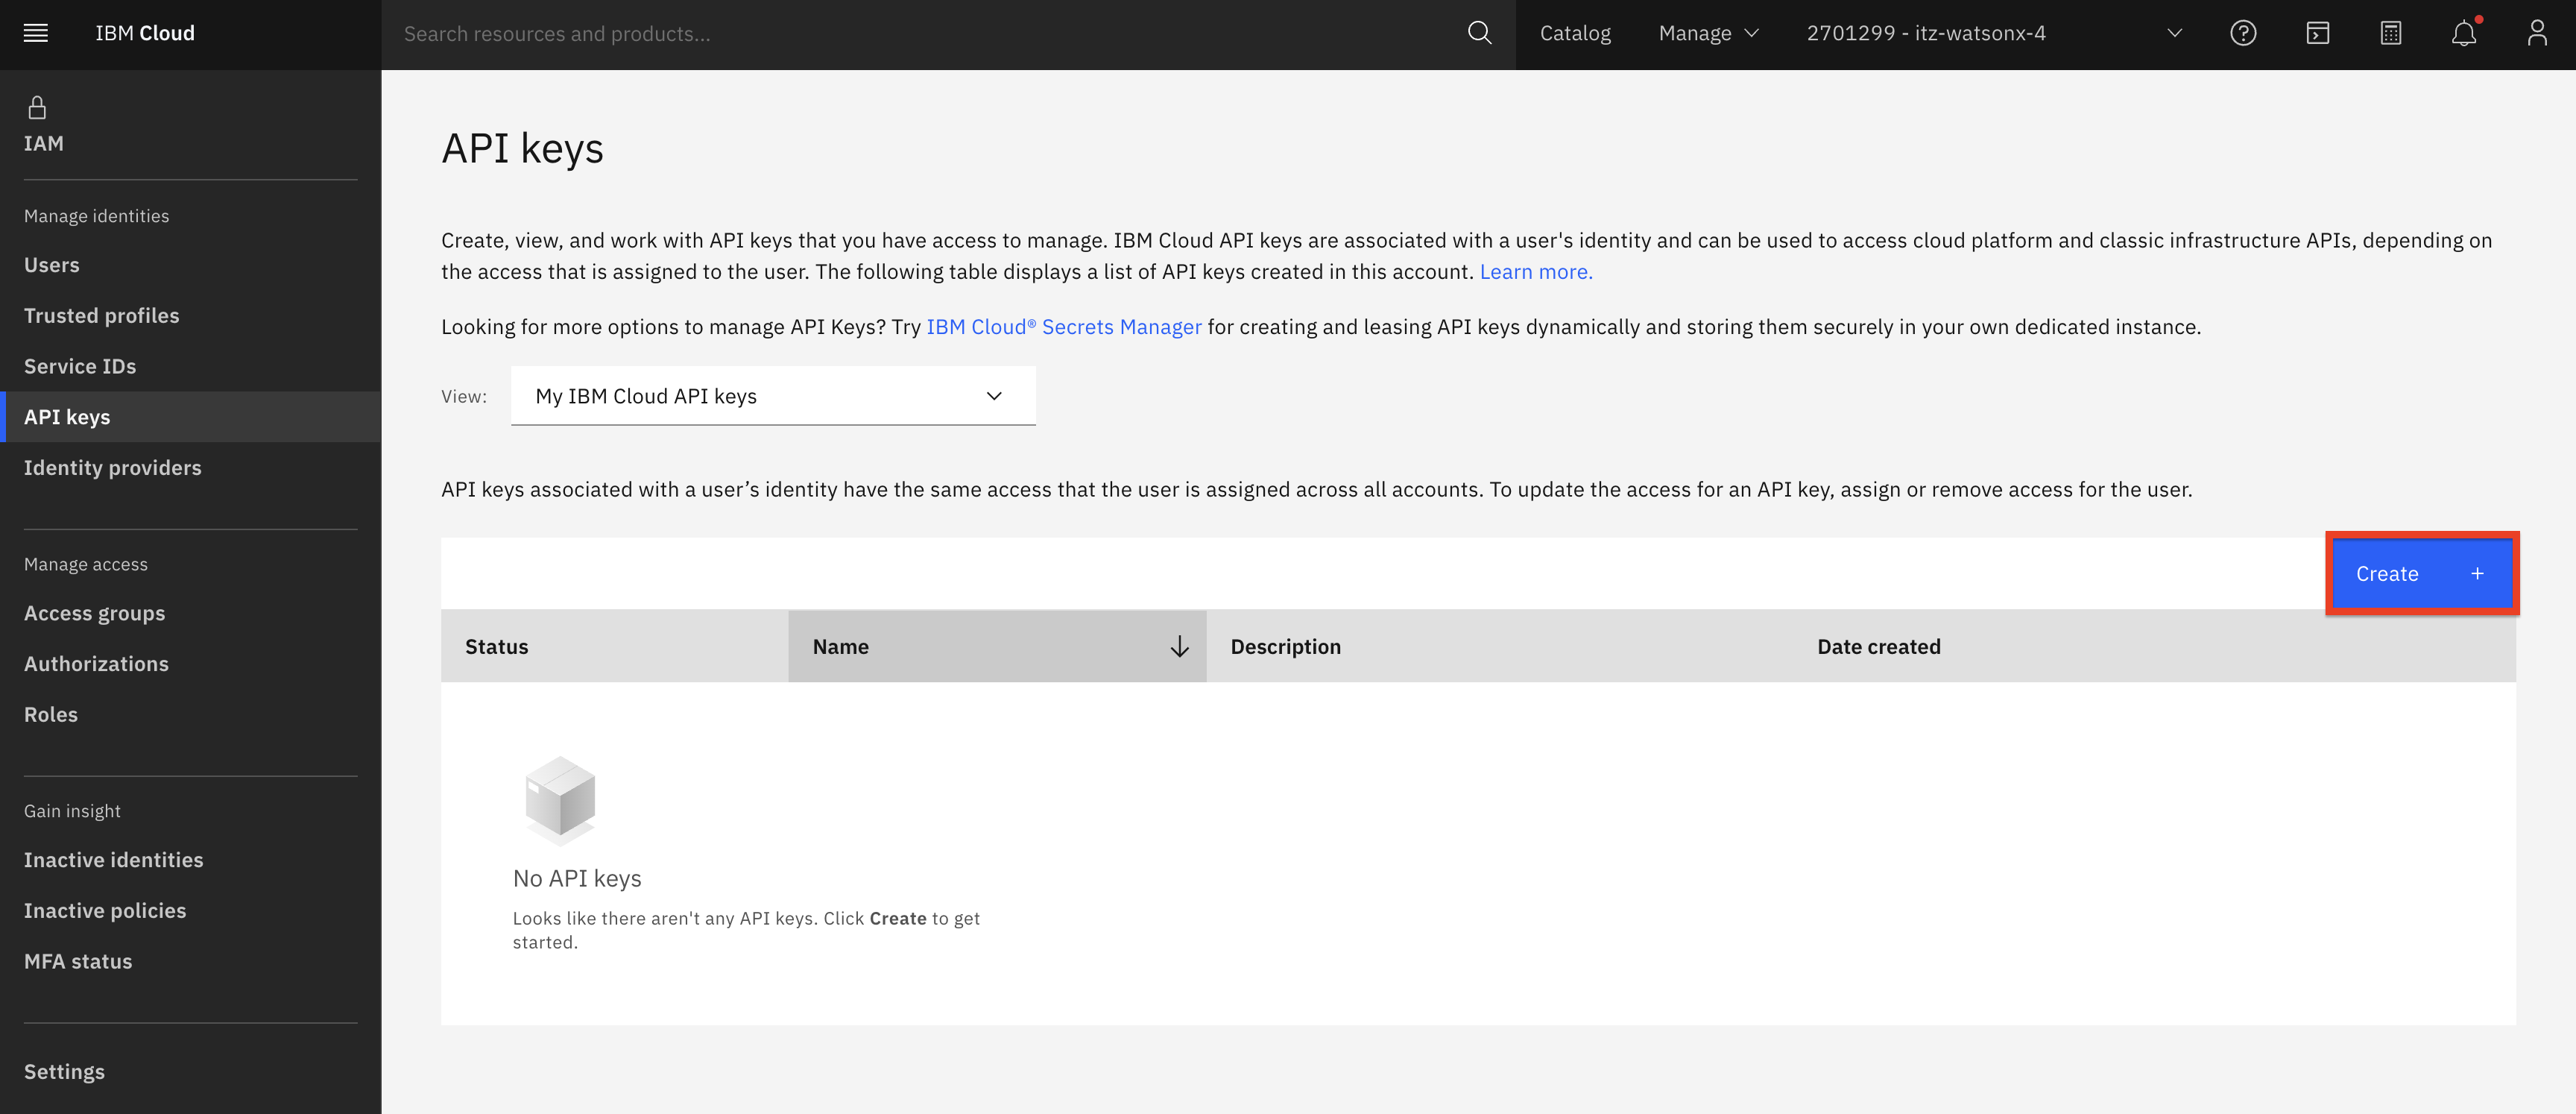 IBM Cloud
Search resources and products...
Catalog
Manage
2701299 - itz-watsonx-4
IAM
Manage identities
Users
Trusted profiles
Service IDs
API keys
Identity providers
Manage access
Access groups
Authorizations
Roles
Gain insight
Inactive identities
Inactive policies
MFA status
Settings
API keys
Create, view, and work with API keys that you have access to manage. IBM Cloud API keys are associated with a user's identity and can be used to access cloud platform and classic infrastructure APIs, depending on
the access that is assigned to the user. The following table displays a list of API keys created in this account. Learn more.
Looking for more options to manage API Keys? Try IBM Cloud® Secrets Manager for creating and leasing API keys dynamically and storing them securely in your own dedicated instance.
View:
My IBM Cloud API keys
API keys associated with a user’s identity have the same access that the user is assigned across all accounts. To update the access for an API key, assign or remove access for the user.
Create +
Status
Name
Description
Date created
No API keys
Looks like there aren't any API keys. Click Create to get
started.